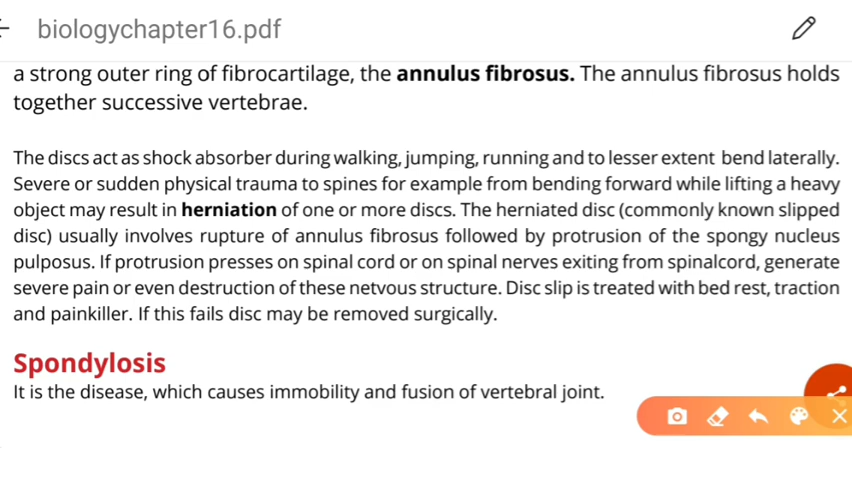 biologychapter16.pdf
a strong outer ring of fibrocartilage, the annulus fibrosus. The annulus fibrosus holds
together successive vertebrae.
The discs act as shock absorber during walking, jumping, running and to lesser extent bend laterally.
Severe or sudden physical trauma to spines for example from bending forward while lifting a heavy
object may result in herniation of one or more discs. The herniated disc (commonly known slipped
disc) usually involves rupture of annulus fibrosus followed by protrusion of the spongy nucleus
pulposus. If protrusion presses on spinal cord or on spinal nerves exiting from spinalcord, generate
severe pain or even destruction of these netvous structure. Disc slip is treated with bed rest, traction
and painkiller. If this fails disc may be removed surgically.
Spondylosis
It is the disease, which causes immobility and fusion of vertebral joint.